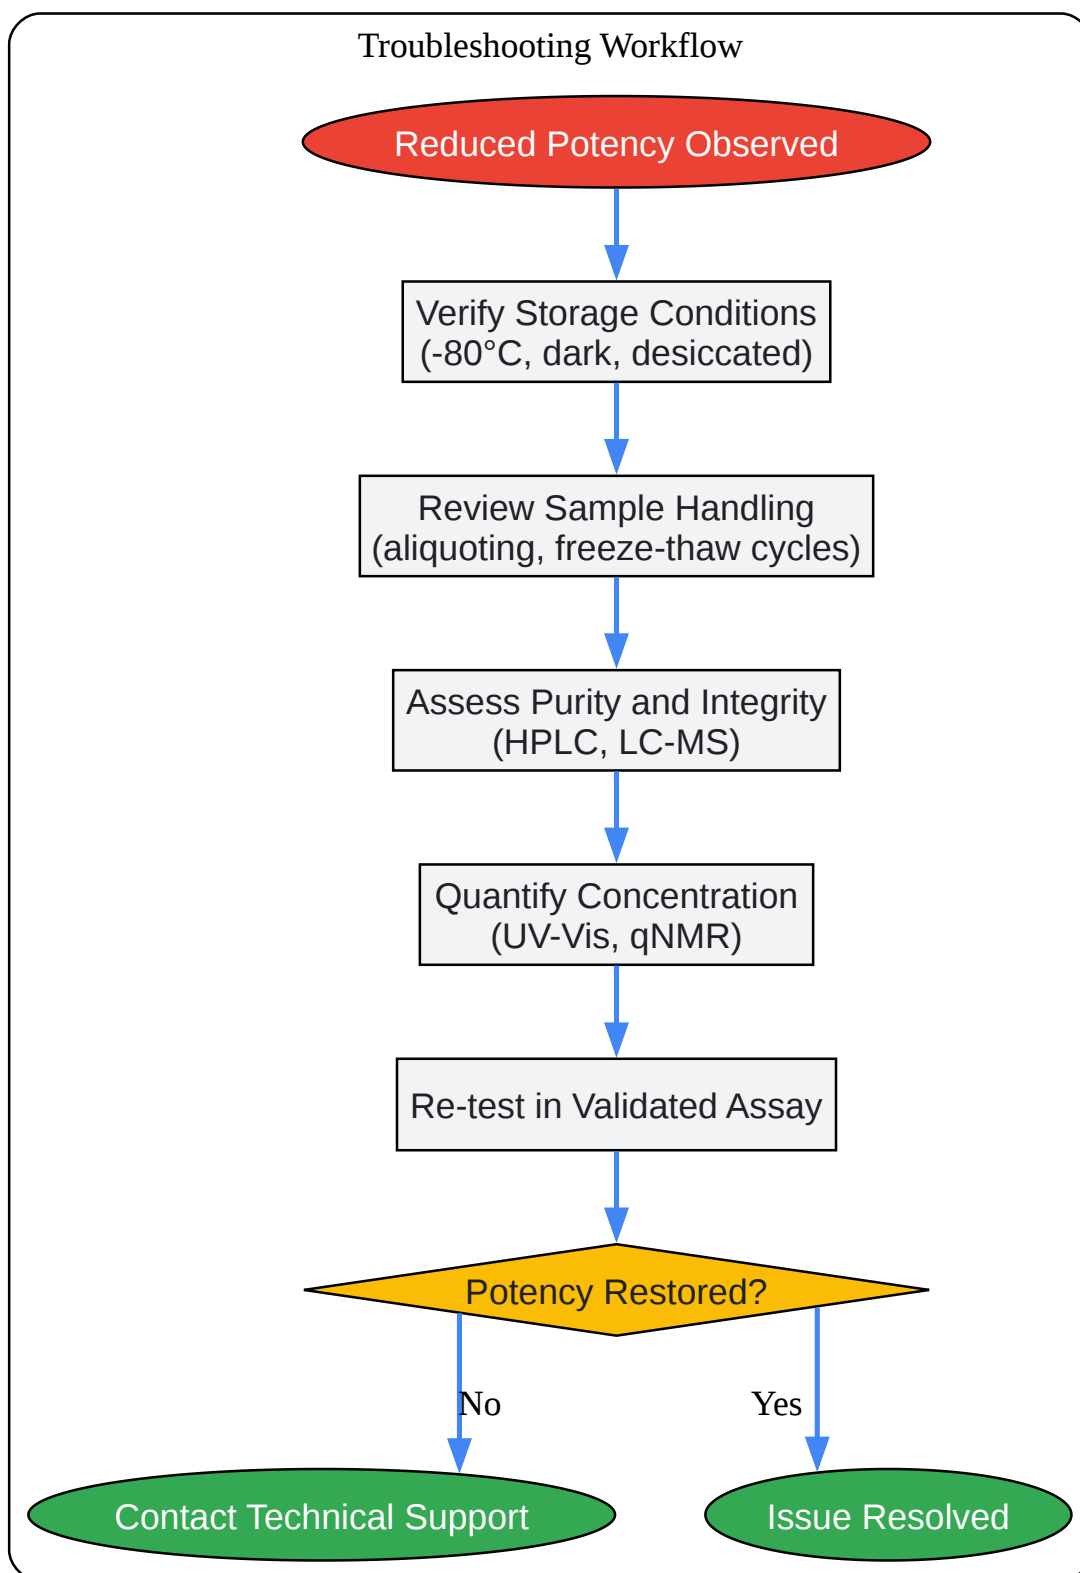 Troubleshooting Workflow
Reduced Potency Observed
Verify Storage Conditions
(-80°C, dark, desiccated)
Review Sample Handling
(aliquoting, freeze-thaw cycles)
Assess Purity and Integrity
(HPLC, LC-MS)
Quantify Concentration
(UV-Vis, qNMR)
Re-test in Validated Assay
Potency Restored?
No
Yes
Contact Technical Support
Issue Resolved